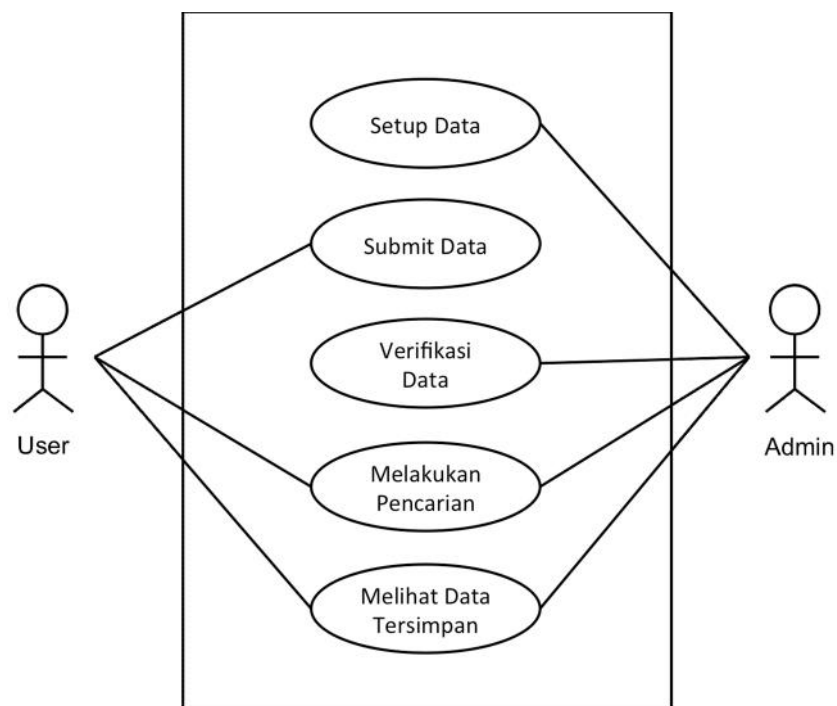 Setup Data
Submit Data
Verifikasi
Data
User
Admin
Melakukan
Pencarian
Melihat Data
Tersimpan